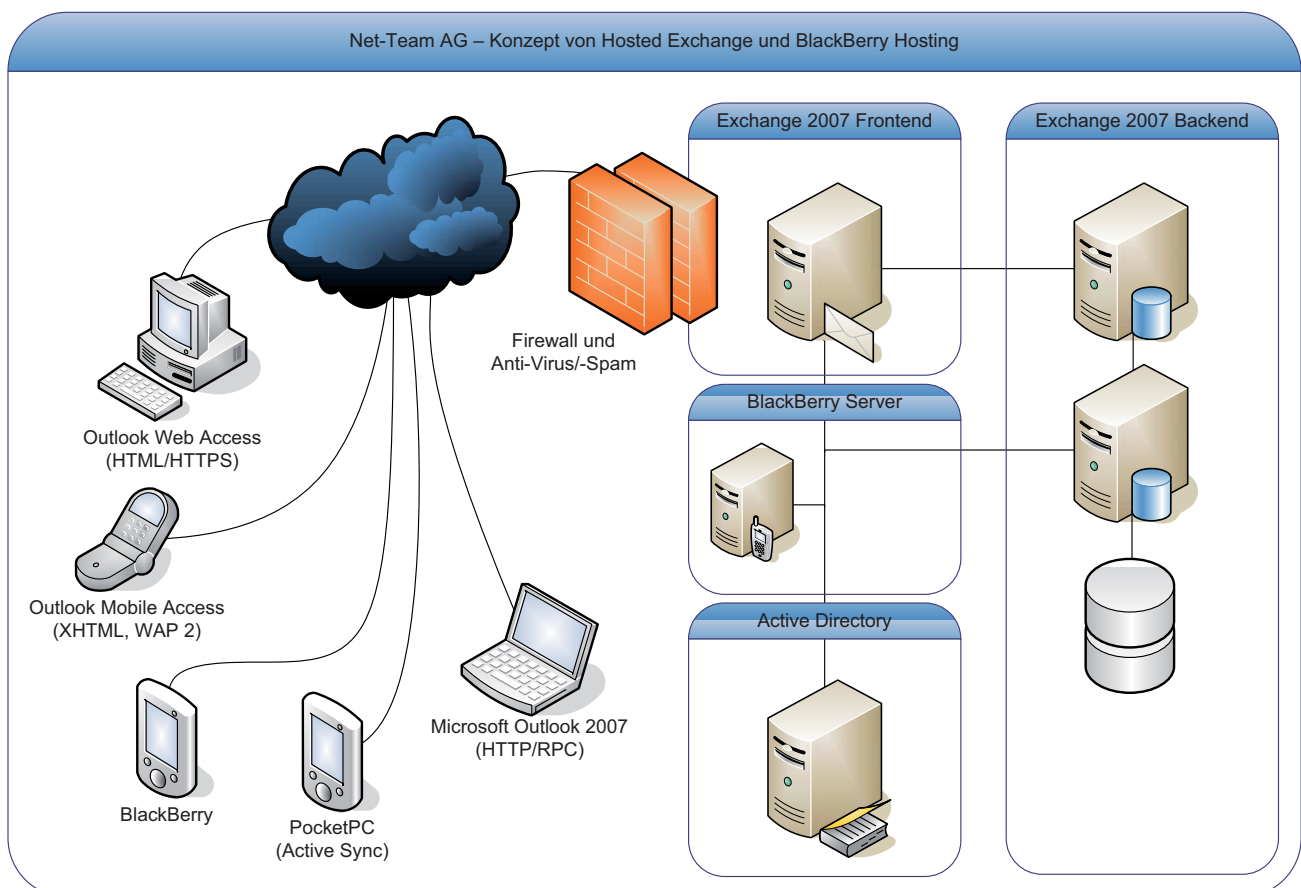 Net-Team AG – Konzept von Hosted Exchange und BlackBerry Hosting
Exchange 2007 Frontend
Exchange 2007 Backend
Firewall und
Anti-Virus/-Spam
BlackBerry Server
Outlook Web Access
(HTML/HTTPS)
Outlook Mobile Access
(XHTML, WAP 2)
Active Directory
Microsoft Outlook 2007
(HTTP/RPC)
BlackBerry
PocketPC
(Active Sync)